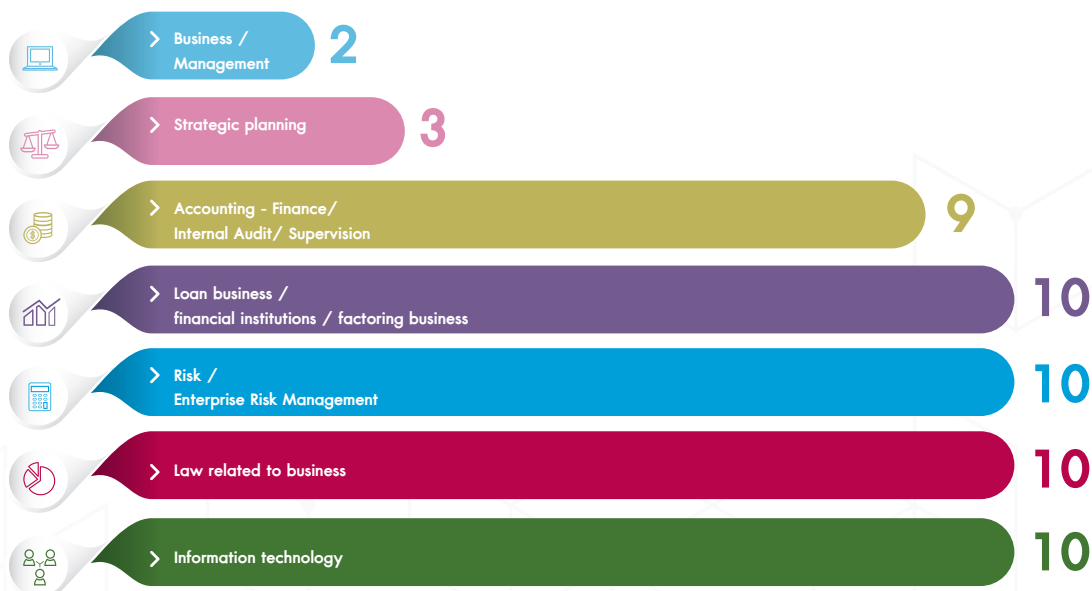 Business /
Management
2
Strategic planning
3
Accounting - Finance/
Internal Audit/ Supervision
9
Loan business /
financial institutions / factoring business
10
Risk /
Enterprise Risk Management
10
Law related to business
10
Information technology
10